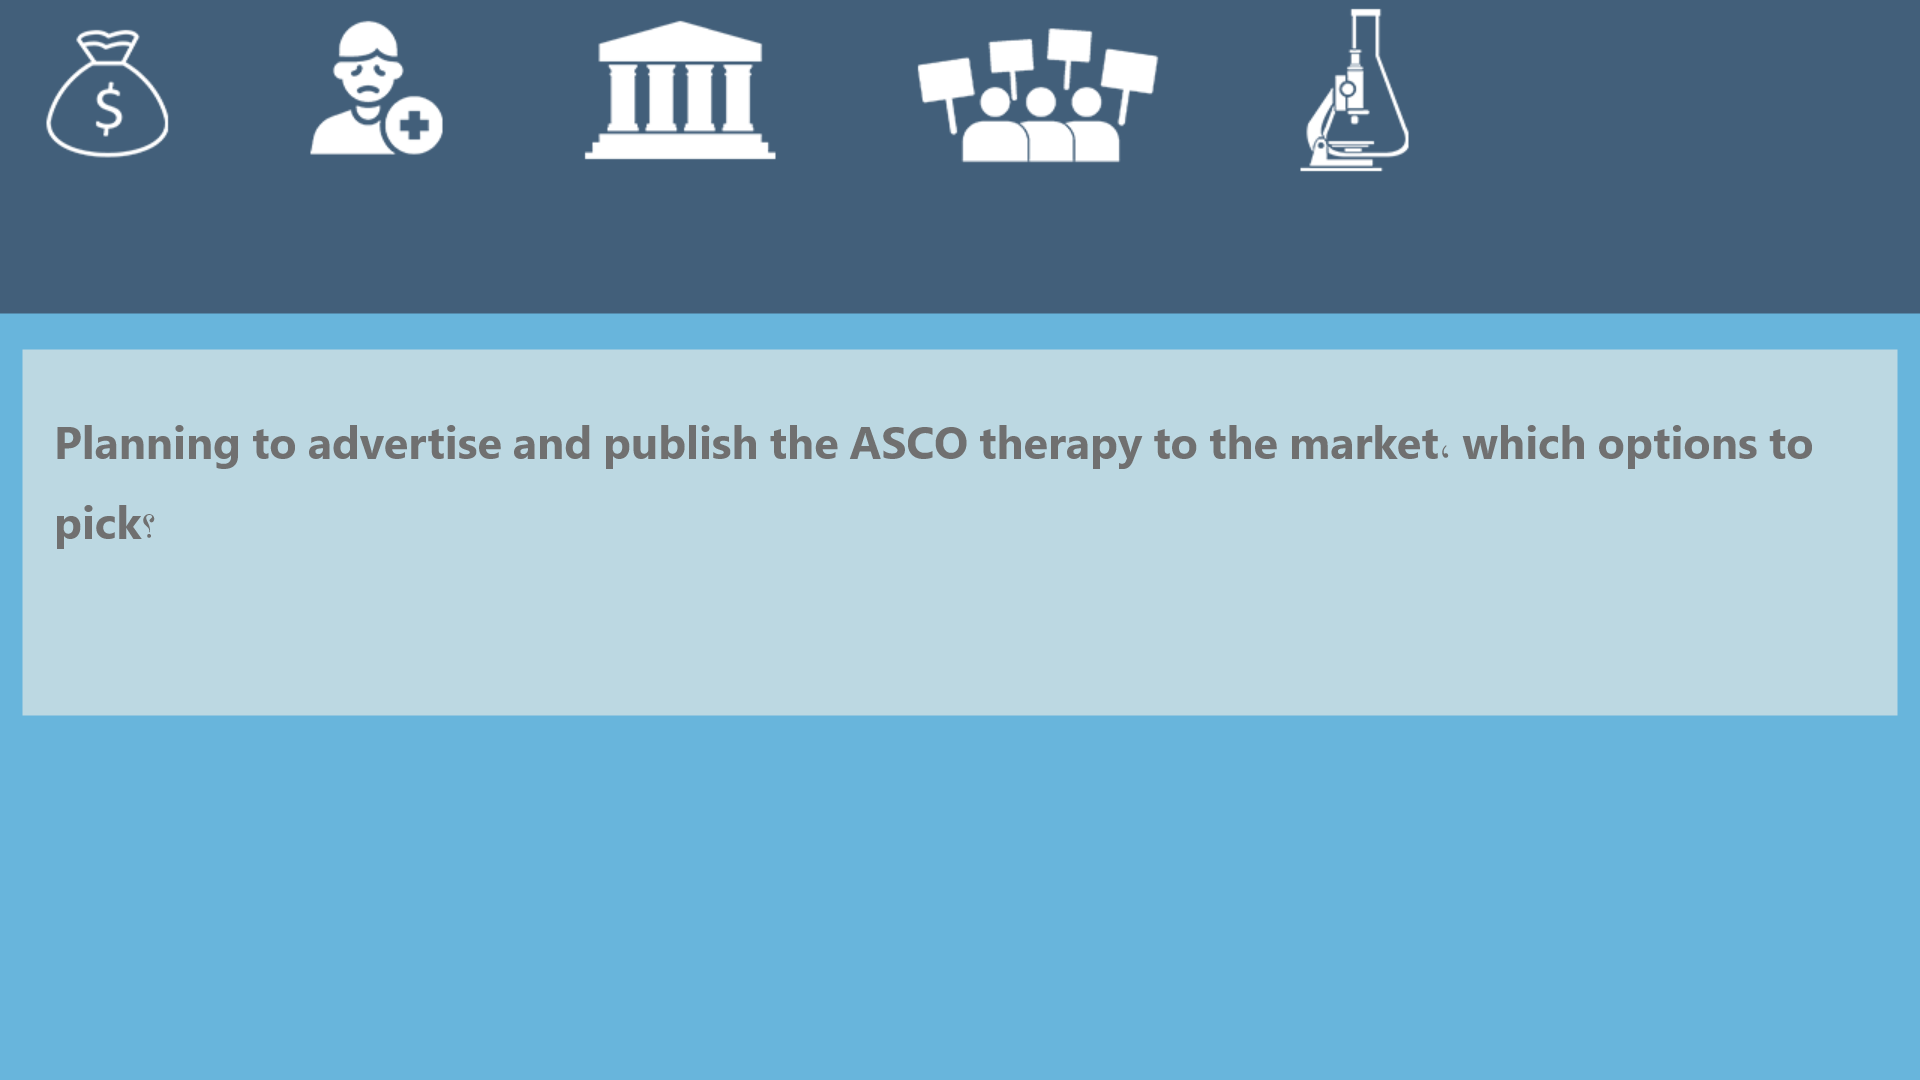 Planning to advertise and publish the ASCO therapy to the market، which options to
pick؟